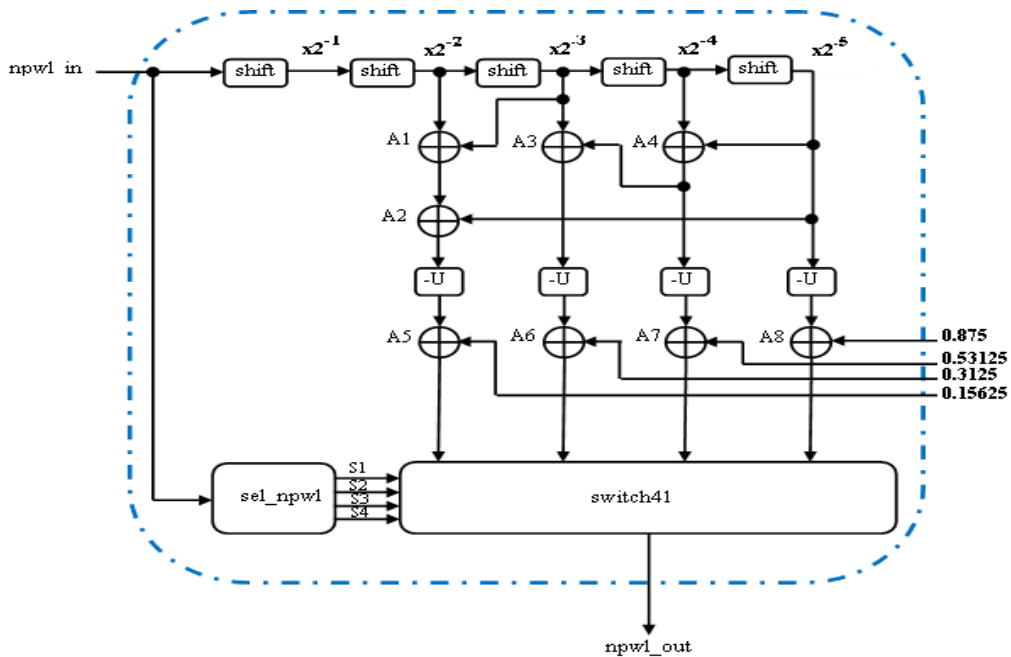 x2-1
x2-2
x2-3
x2-4
x2-5
npwl in
shift
shift
shift
shift
shift
A1
A3
A4
A2
-U
-U
-U
-U
A5
A6
A7
A8
0.875
0.53125
0.3125
0.15625
S1
S2
S3
S4
sel_npwl
switch41
npwl_out